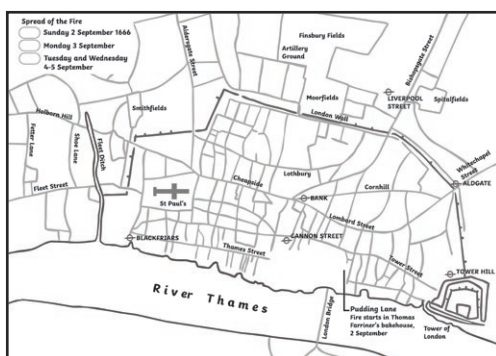 Spread of the Fire
Sunday 2 September 1666
Monday 3 September
Tuesday and Wednesday
4-5 September
Aldersgate Street
Finsbury Fields
Artillery
Ground
Bishopsgate Street
Moorfields
LIVERPOOL
STREET
Spitalfields
Smithfields
London Wall
Holborn Hill
Fetter Lane
Shoe Lane
Fleet Ditch
Whitechapel
Street
ALDGATE
Lothbury
Cheapside
Cornhill
Fleet Street
St Paul's
BANK
Lombard Street
BLACKFRIARS
Thames Street
CANNON STREET
Tower Street
TOWER HILL
River Thames
London Bridge
Pudding Lane
Fire starts in Thomas
Farriner's bakehouse,
2 September
Tower of
London